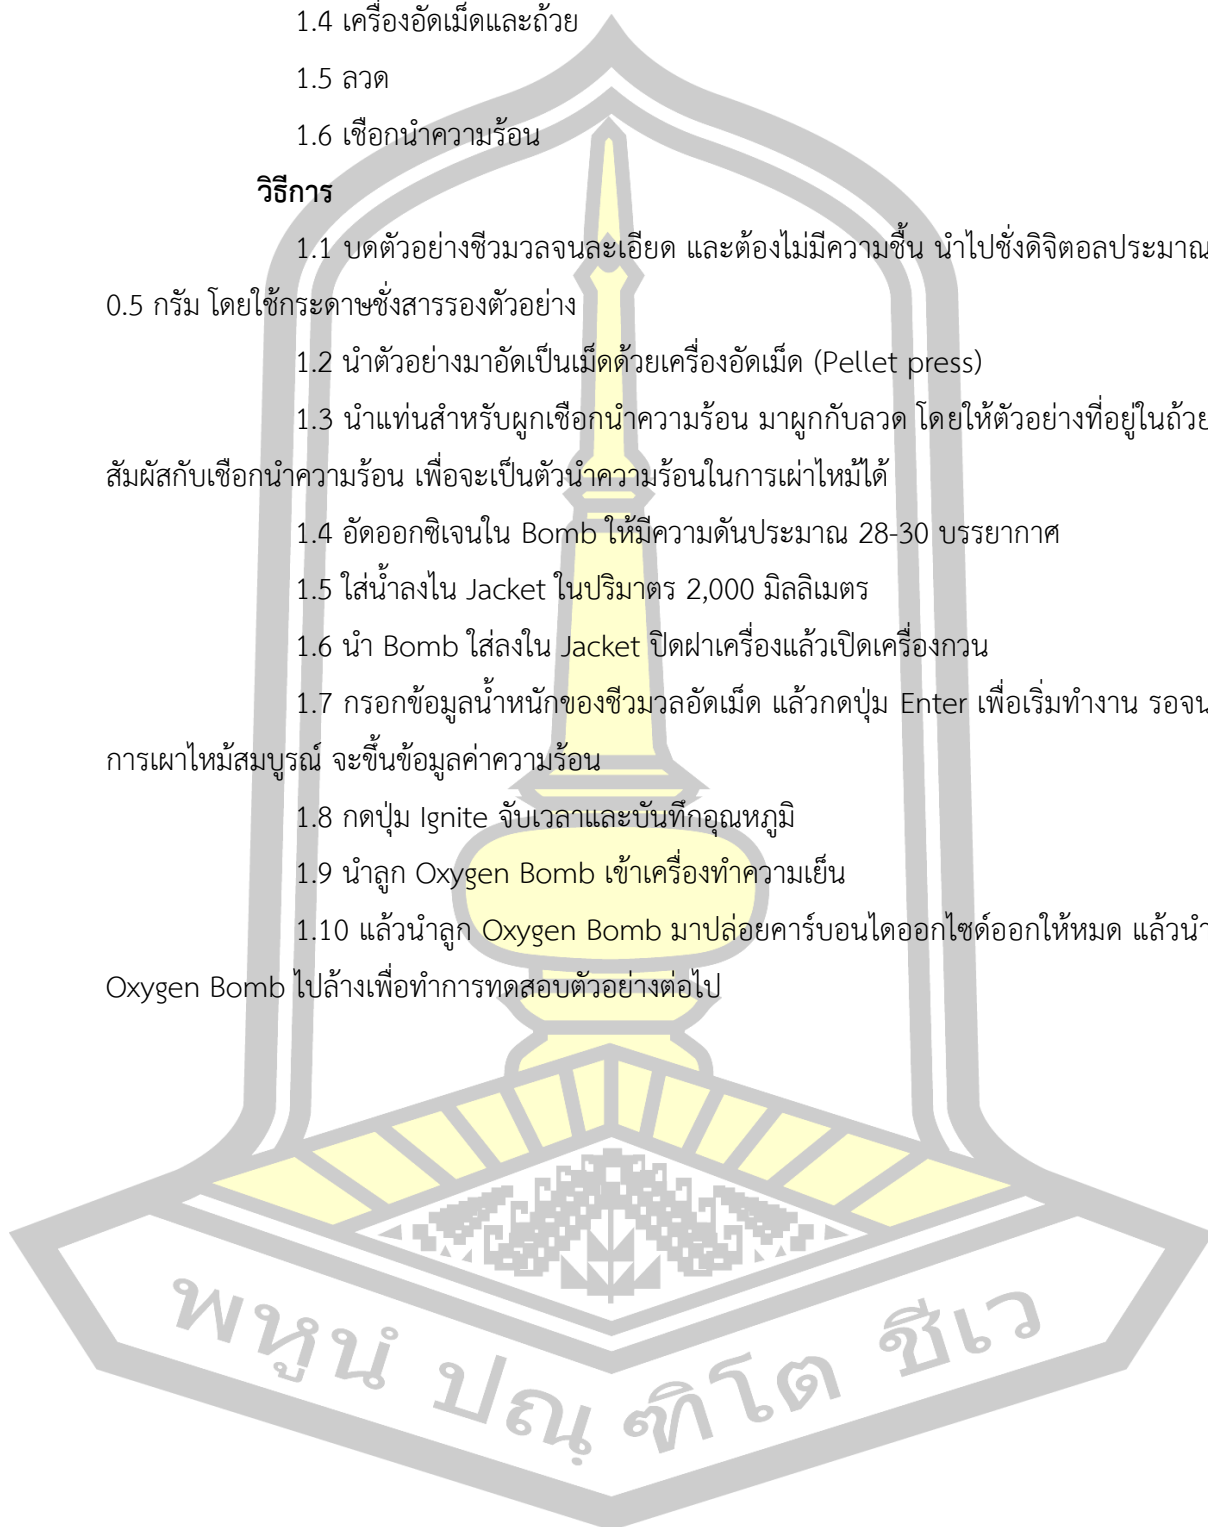 1.4 เครื่องอัดเม็ดและถ้วย
1.5 ลวด
1.6 เชือกนำความร้อน
วิธีการ
1.1 บดตัวอย่างชีวมวลจนละเอียด และต้องไม่มีความชื้น นำไปชั่งดิจิตอลประมาณ
0.5 กรัม โดยใช้กระดาษชั่งสารรองตัวอย่าง
1.2 นำตัวอย่างมาอัดเป็นเม็ดด้วยเครื่องอัดเม็ด (Pellet press)
1.3 นำแท่นสำหรับผูกเชือกนำความร้อน มาผูกกับลวด โดยให้ตัวอย่างที่อยู่ในถ้วย
สัมผัสกับเชือกนำความร้อน เพื่อจะเป็นตัวนำความร้อนในการเผ่าไหม้ได้
1.4 อัดออกซิเจนใน Bomb ให้มีความดันประมาณ 28-30 บรรยากาศ
1.5 ใส่น้ำลงใน Jacket ในปริมาตร 2,000 มิลลิเมตร
1.6 นำ Bomb ใส่ลงใน Jacket ปิดฝาเครื่องแล้วเปิดเครื่องกวน
1.7 กรอกข้อมูลน้ำหนักของชีวมวลอัดเม็ด แล้วกดปุ่ม Enter เพื่อเริ่มทำงาน รอจน
การเผาไหม้สมบูรณ์ จะขึ้นข้อมูลค่าความร้อน
1.8 กดปุ่ม Ignite จับเวลาและบันทึกอุณหภูมิ
1.9 นำลูก Oxygen Bomb เข้าเครื่องทำความเย็น
1.10 แล้วนำลูก Oxygen Bomb มาปล่อยคาร์บอนไดออกไซด์ออกให้หมด แล้วนำ
Oxygen Bomb ไปล้างเพื่อทำการทดสอบตัวอย่างต่อไป
พหูนํ ปณฺ ฑิโต ชีเว